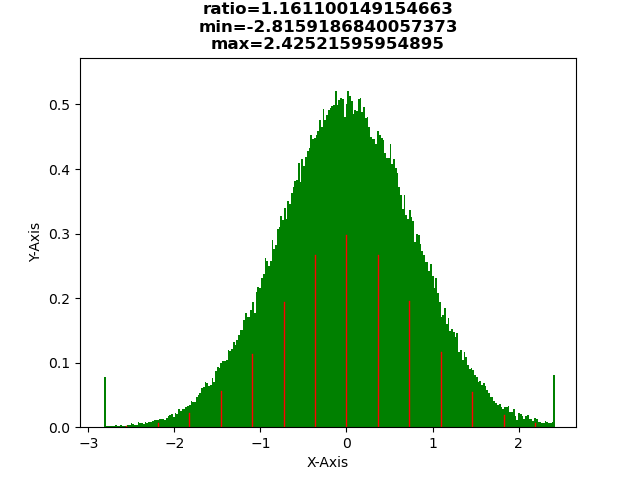 ratio=1.161100149154663
min=-2.8159186840057373
max=2.42521595954895
0.5
0.4
0.3
0.2
0.1
0.0
Y-Axis
−3 −2 −1 0 1 2
X-Axis